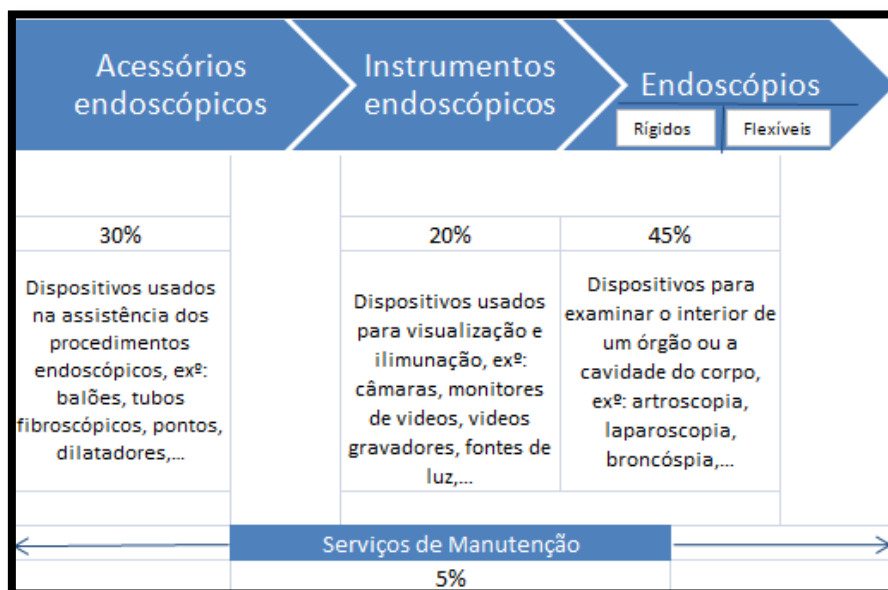 Acessórios
endoscópicos
Instrumentos
endoscópicos
Endoscópios
Rígidos
Flexíveis
30%
Dispositivos usados
na assistência dos
procedimentos
endoscópicos, exº:
balões, tubos
fibroscópicos, pontos,
dilatadores,...
20%
Dispositivos usados
para visualização e
ilimunação, exº:
câmaras, monitores
de videos, videos
gravadores, fontes de
luz,...
45%
Dispositivos para
examinar o interior de
um órgão ou a
cavidade do corpo,
exº: artroscopia,
laparoscopia,
broncóspia,...
Serviços de Manutenção
5%